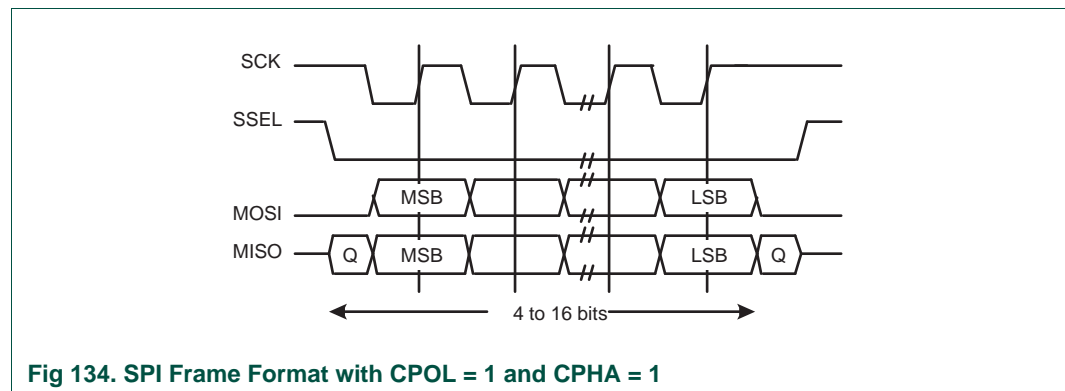 SCK
SSEL
MOSI MSB LSB
MISO Q MSB LSB Q
4 to 16 bits
Fig 134. SPI Frame Format with CPOL = 1 and CPHA = 1